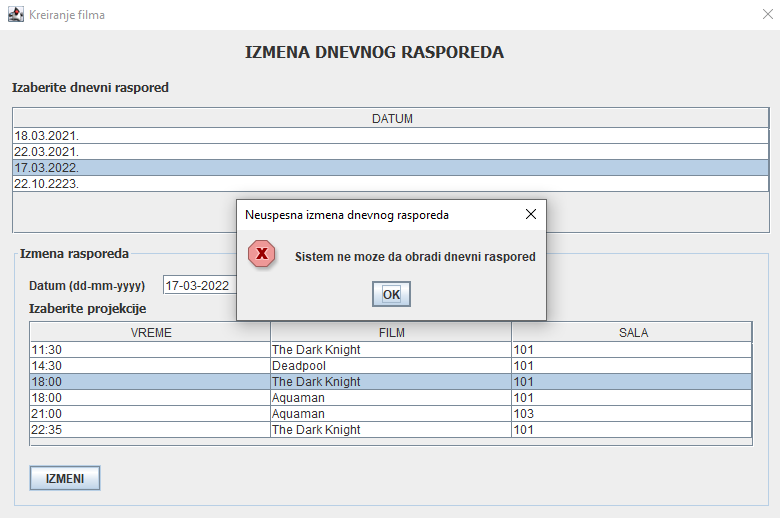 Kreiranje filma
IZMENA DNEVNOG RASPOREDA
Izaberite dnevni raspored
DATUM
18.03.2021.
22.03.2021.
17.03.2022.
22.10.2223.
Neuspesna izmena dnevnog rasporeda
Sistem ne moze da obradi dnevni raspored
OK
Izmena rasporeda
Datum (dd-mm-yyyy) 17-03-2022
Izaberite projekcije
VREME FILM SALA
11:30 The Dark Knight 101
14:30 Deadpool 101
18:00 The Dark Knight 101
18:00 Aquaman 101
21:00 Aquaman 103
22:35 The Dark Knight 101
IZMENI